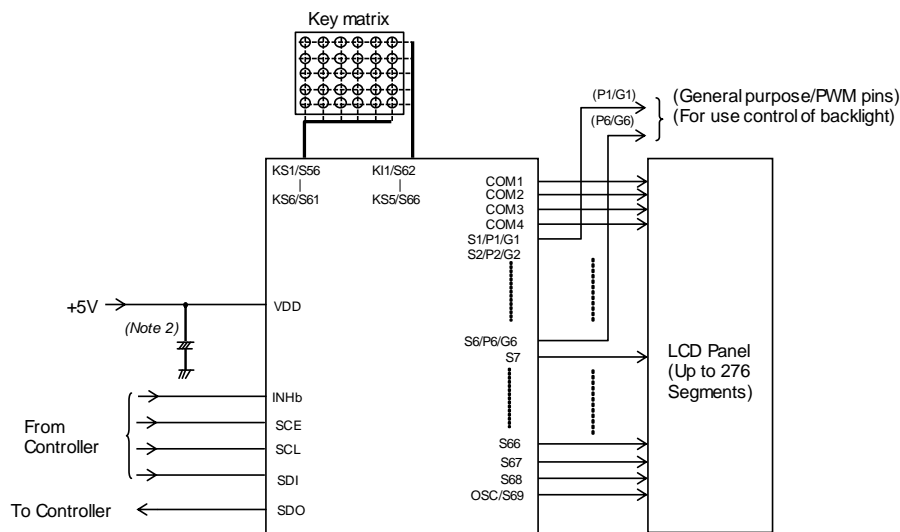 Key matrix
(P1/G1)
(P6/G6)
(General purpose/PWM pins)
(For use control of backlight)
KS1/S56
|
KS6/S61
KI1/S62
|
KS5/S66
COM1
COM2
COM3
COM4
S1/P1/G1
S2/P2/G2
+5V
VDD
(Note 2)
S6/P6/G6
S7
LCD Panel
(Up to 276
Segments)
From
Controller
INHb
SCE
SCL
SDI
S66
S67
S68
OSC/S69
To Controller
SDO